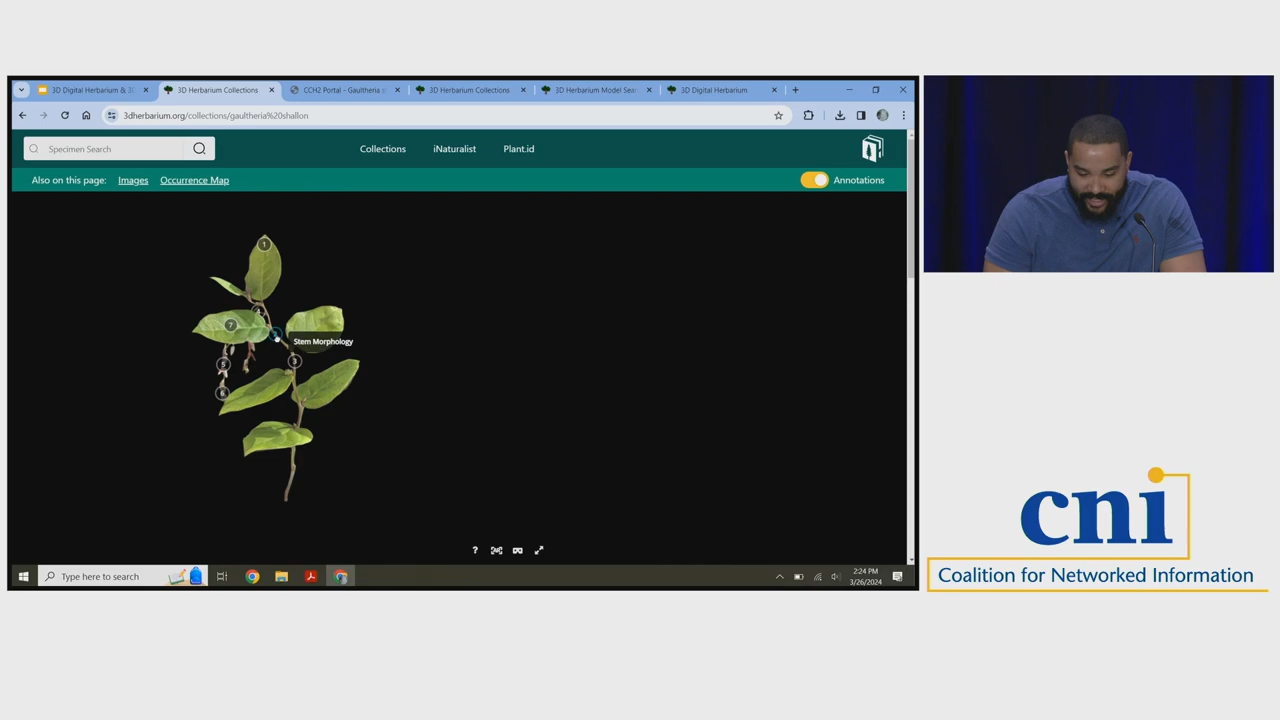 3D Digital Herbarium & 3D
3D Herbarium Collections
CCH2 Portal - Gaultheria s
3D Herbarium Collections
3D Herbarium Model Sear
3D Digital Herbarium
3dherbarium.org/collections/gaultheria%20shallon
Specimen Search
Collections
iNaturalist
Plant.id
Also on this page:
Images
Occurrence Map
Annotations
1
7
Stem Morphology
3
5
6
?
Type here to search
2:24 PM
3/26/2024
cni
Coalition for Networked Information